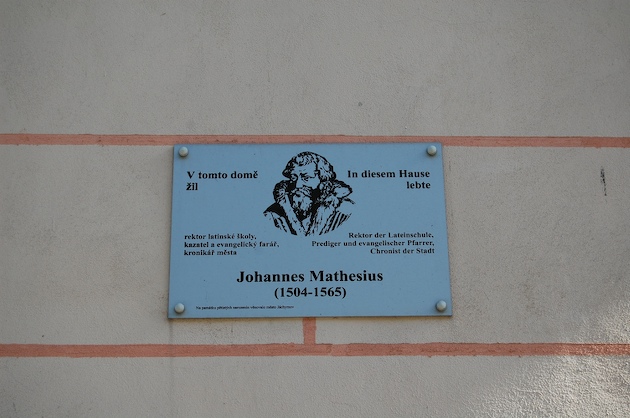 V tomto domě
žil
In diesem Hause
lebte
rektor latinské školy,
kazatel a evangelický farář,
kronikář města
Rektor der Lateinschule,
Prediger und evangelischer Pfarrer,
Chronist der Stadt
Johannes Mathesius
(1504-1565)